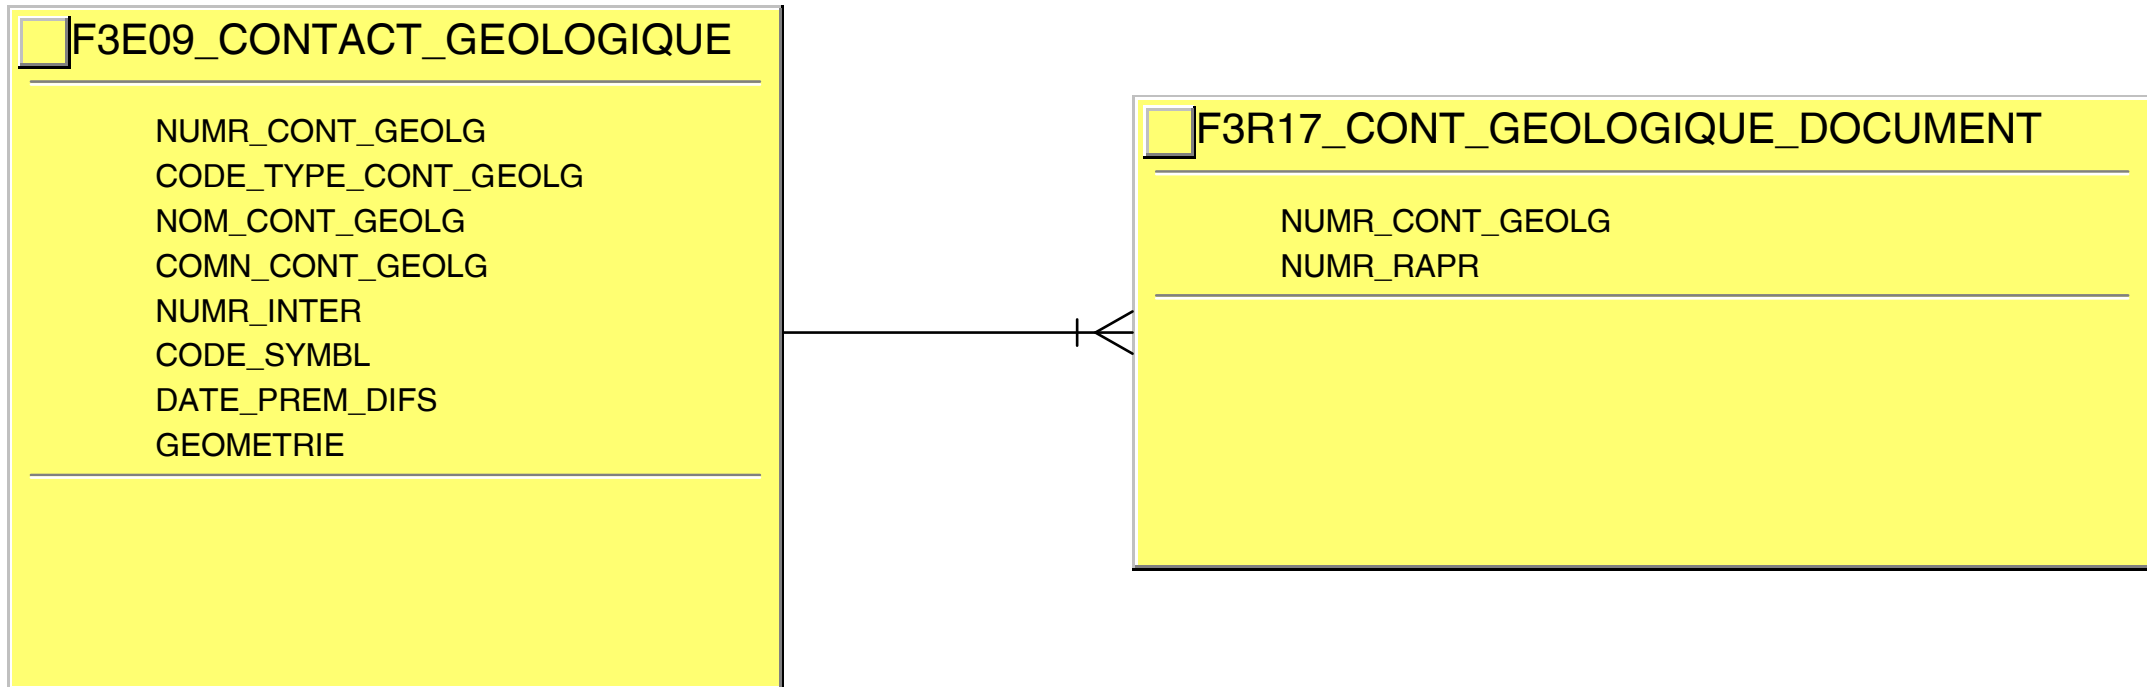 F3E09_CONTACT_GEOLOGIQUE
NUMR_CONT_GEOLG
CODE_TYPE_CONT_GEOLG
NOM_CONT_GEOLG
COMN_CONT_GEOLG
NUMR_INTER
CODE_SYMBL
DATE_PREM_DIFS
GEOMETRIE
F3R17_CONT_GEOLOGIQUE_DOCUMENT
NUMR_CONT_GEOLG
NUMR_RAPR